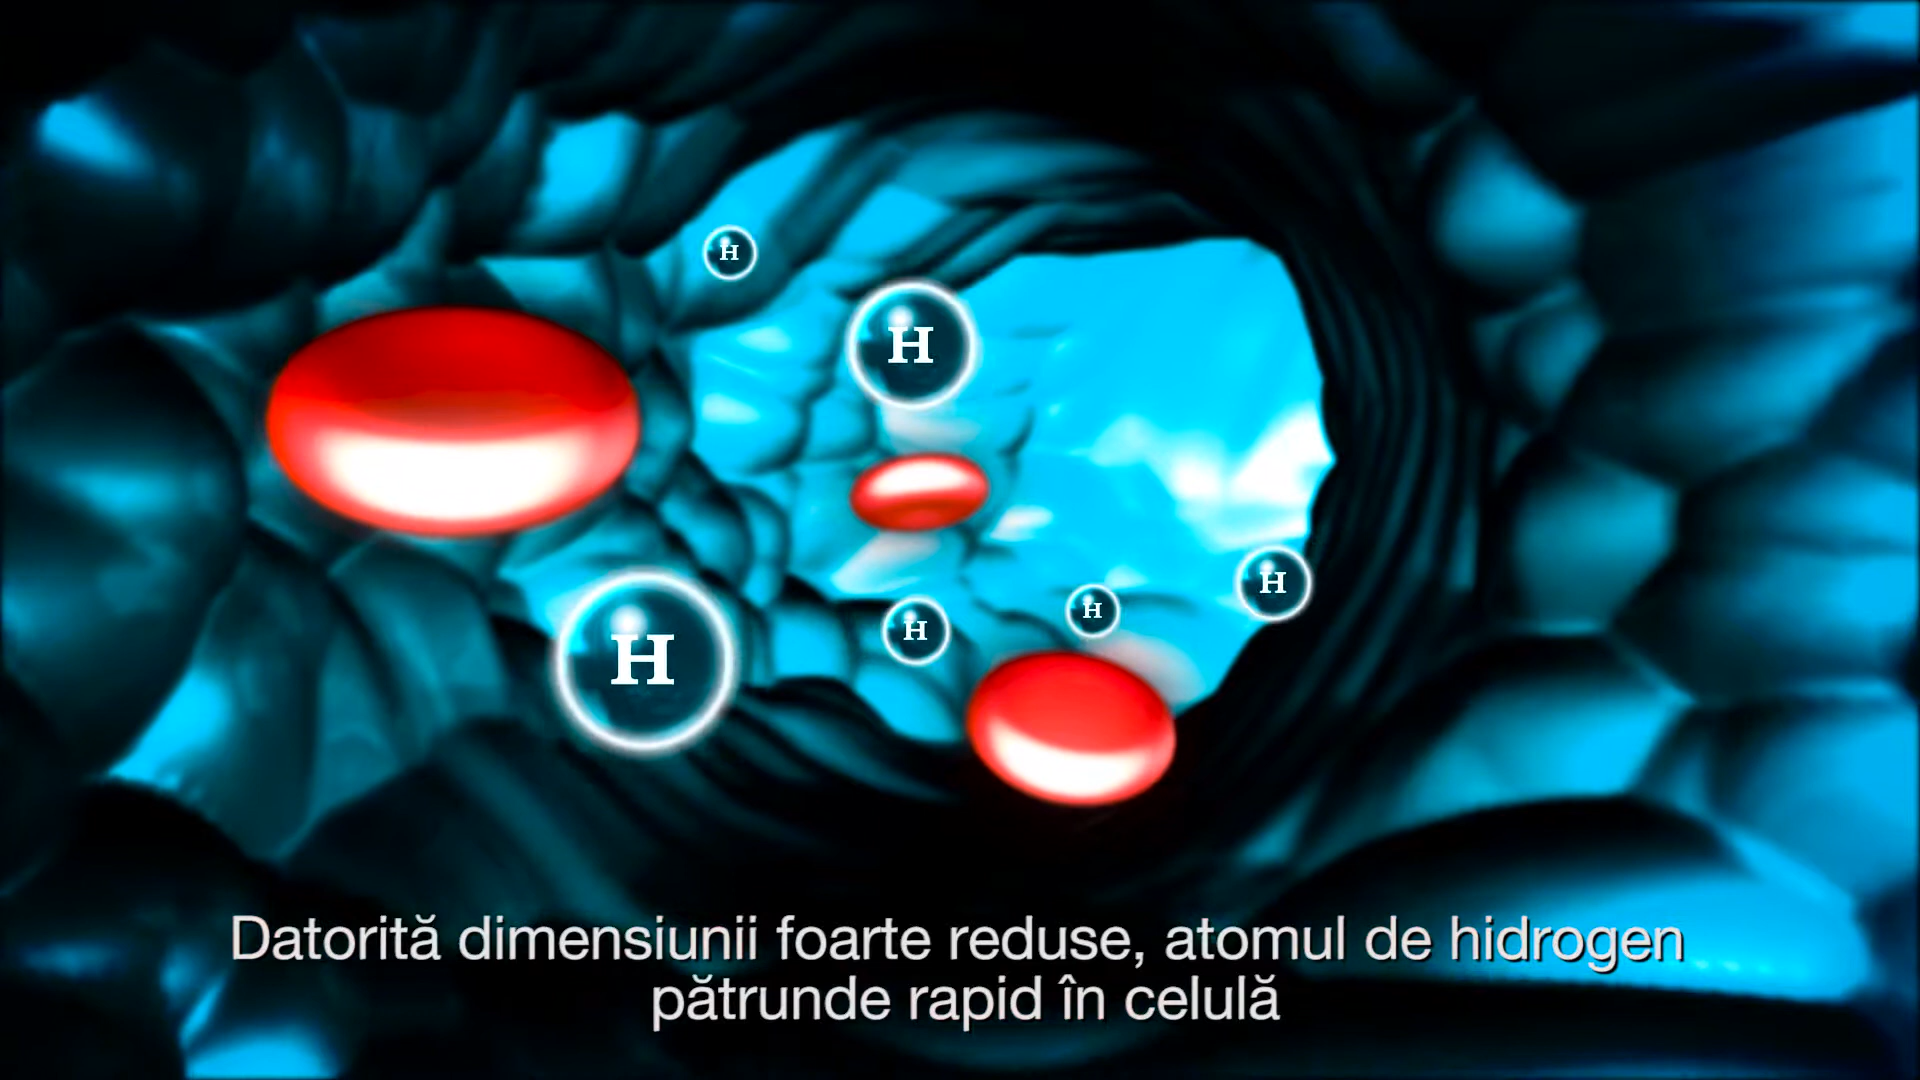 H
H
H
H
H
H
Datorită dimensiunii foarte reduse, atomul de hidrogen
pătrunde rapid în celulă